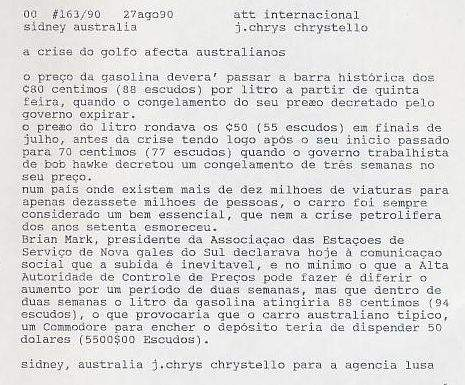 00  #163/90   27ago90        att internacional
sidney australia             j.chrys chrystello
a crise do golfo afecta australianos
o preço da gasolina devera' passar a barra histórica dos
¢80 centimos (88 escudos) por litro a partir de quinta
feira, quando o congelamento do seu preæo decretado pelo
governo expirar.
o preæo do litro rondava os ¢50 (55 escudos) em finais de
julho, antes da crise tendo logo após o seu inicio passado
para 70 centimos (77 escudos) quando o governo trabalhista
de bob hawke decretou um congelamento de três semanas no
seu preço.
num pais onde existem mais de dez milhoes de viaturas para
apenas dezassete milhoes de pessoas, o carro foi sempre
considerado um bem essencial, que nem a crise petrolifera
dos anos setenta esmoreceu.
Brian Mark, presidente da Associaçao das Estaçoes de
Serviço de Nova gales do Sul declarava hoje à comunicaçao
social que a subida é inevitavel, e no minimo o que a Alta
Autoridade de Controle de Preços pode fazer é diferir o
aumento por um periodo de duas semanas, mas que dentro de
duas semanas o litro da gasolina atingiria 88 centimos (94
escudos), o que provocaria que o carro australiano tipico,
um Commodore para encher o depósito teria de dispender 50
dolares (5500$00 Escudos).
sidney, australia j.chrys chrystello para a agencia lusa